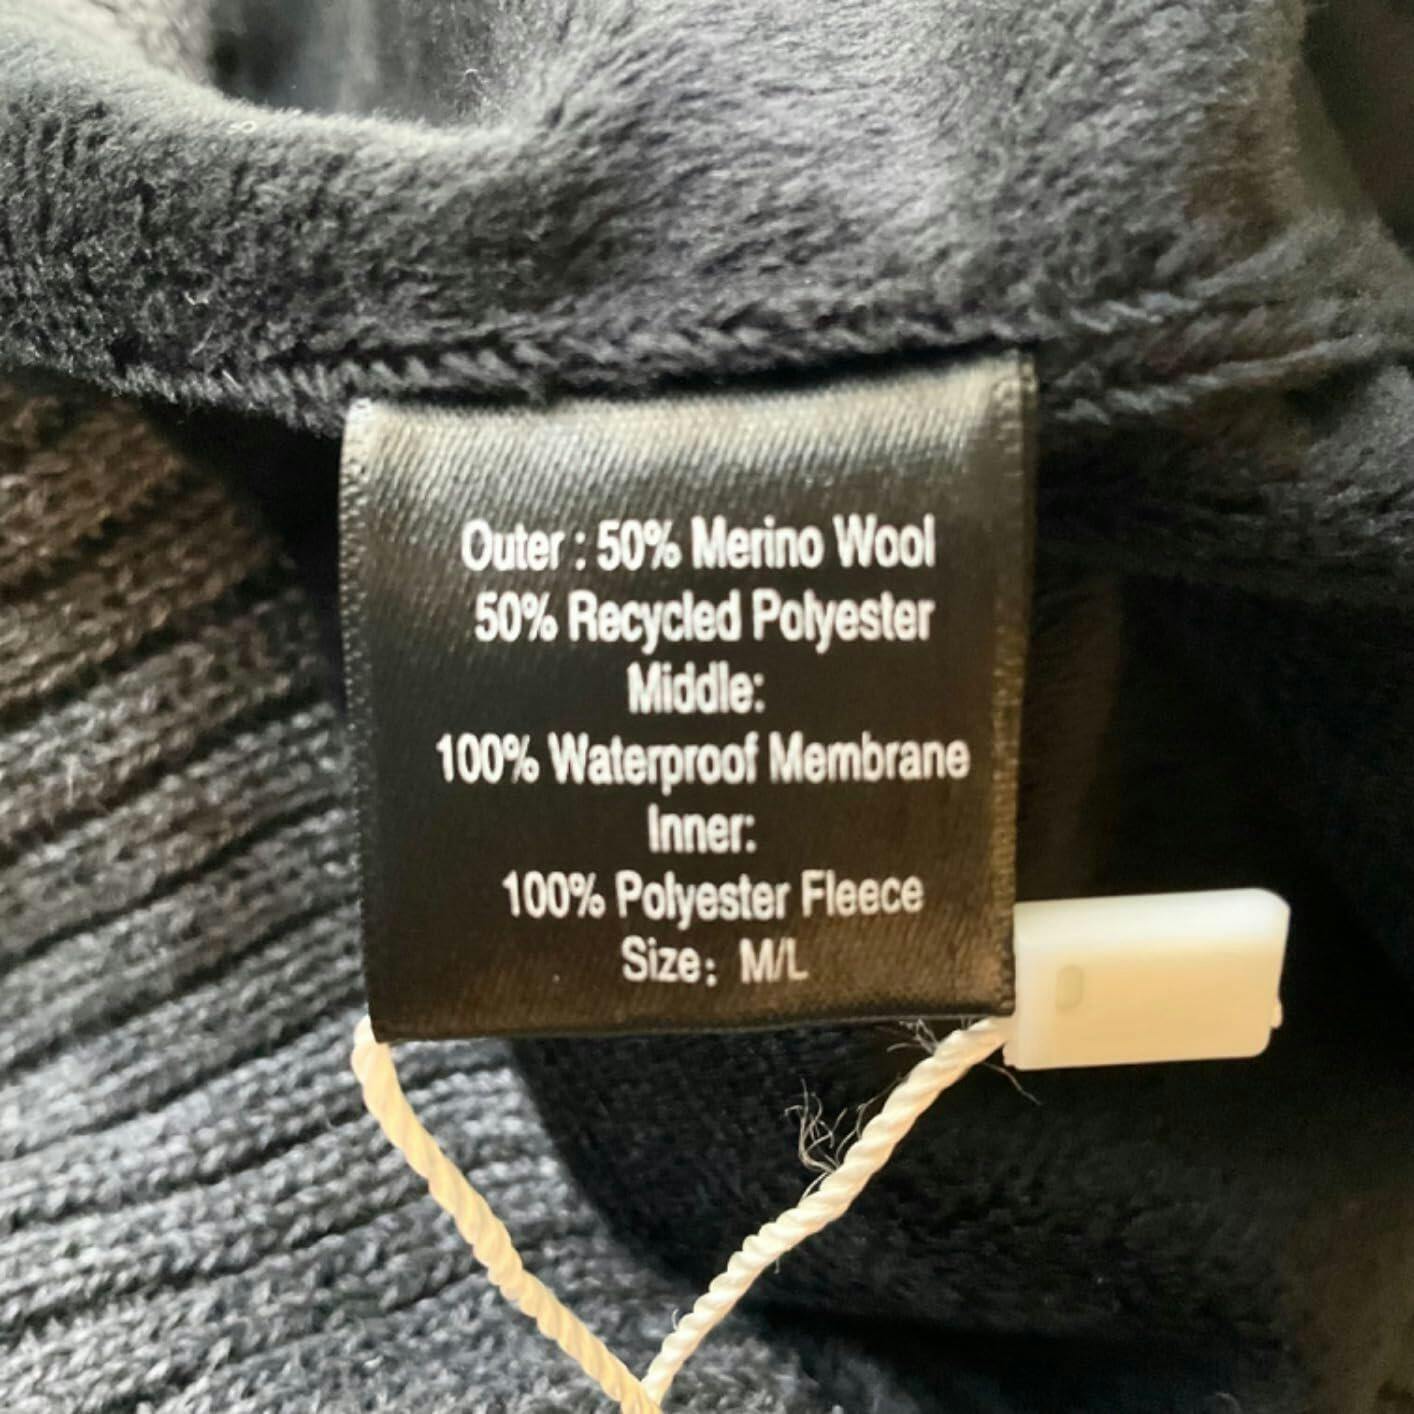 Outer : 50% Merino Wool
50% Recycled Polyester
Middle:
100% Waterproof Membrane
Inner:
100% Polyester Fleece
Size: M/L